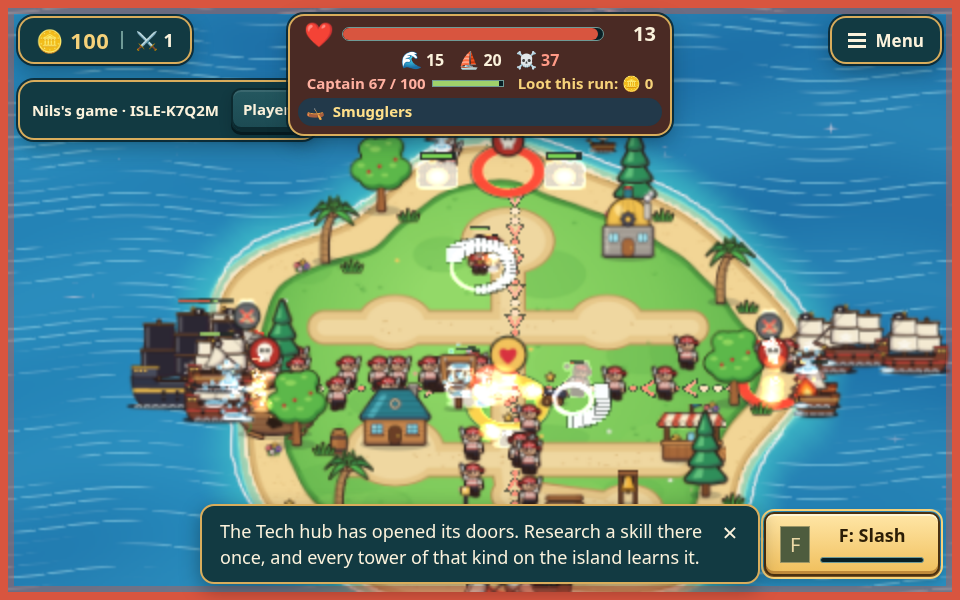 100 | 1
13
15 20 37
Captain 67 / 100 Loot this run: 0
Smugglers
Menu
Nils's game · ISLE-K7Q2M
The Tech hub has opened its doors. Research a skill there
once, and every tower of that kind on the island learns it.
F
F: Slash